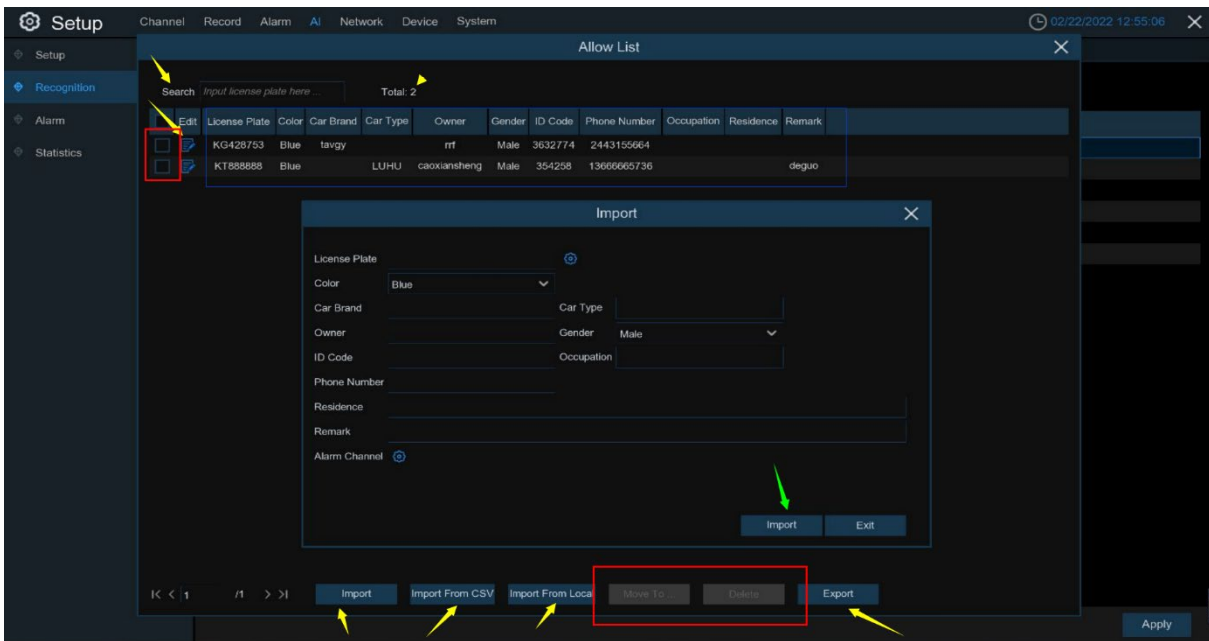 Setup Channel Record Alarm AI Network Device System 02/22/2022 12:55:06
Setup
Recognition
Alarm
Statistics
Allow List
Search Input license plate here ... Total: 2
Edit License Plate Color Car Brand Car Type Owner Gender ID Code Phone Number Occupation Residence Remark
KG428753 Blue tavgy rrf Male 3632774 2443155664
KT888888 Blue LUHU caoxiansheng Male 354258 13666665736 deguo
Import
License Plate
Color Blue
Car Brand Car Type
Owner Gender Male
ID Code Occupation
Phone Number
Residence
Remark
Alarm Channel
Import Exit
1 /1 Import Import From CSV Import From Local Move To ... Delete Export
Apply